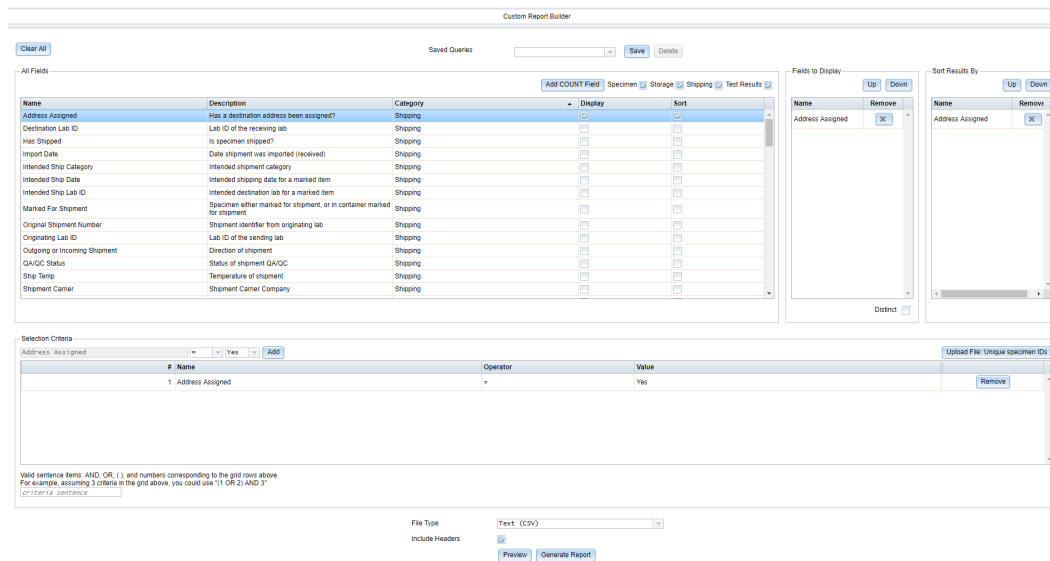 Custom Report Builder
Clear All
Saved Queries Save Delete
All Fields
Add COUNT Field Specimen Storage Shipping Test Results
Name Description Category Display Sort
Address Assigned Has a destination address been assigned? Shipping
Destination Lab ID Lab ID of the receiving lab Shipping
Has Shipped Is specimen shipped? Shipping
Import Date Date shipment was imported (received) Shipping
Intended Ship Category Intended shipment category Shipping
Intended Ship Date Intended shipping date for a marked item Shipping
Intended Ship Lab ID Intended destination lab for a marked item Shipping
Marked For Shipment Specimen either marked for shipment, or in container marked for shipment Shipping
Original Shipment Number Shipment identifier from originating lab Shipping
Originating Lab ID Lab ID of the sending lab Shipping
Outgoing or Incoming Shipment Direction of shipment Shipping
QA/QC Status Status of shipment QA/QC Shipping
Ship Temp Temperature of shipment Shipping
Shipment Carrier Shipment Carrier Company Shipping
Fields to Display
Up Down
Name Remove
Address Assigned
Distinct
Sort Results By
Up Down
Name Remove
Address Assigned
Selection Criteria
Address Assigned = Yes Add Upload File: Unique specimen IDs
# Name Operator Value
1 Address Assigned = Yes Remove
Valid sentence items: AND, OR, ( ), and numbers corresponding to the grid rows above.
For example, assuming 3 criteria in the grid above, you could use "(1 OR 2) AND 3"
criteria sentence
File Type Text (CSV)
Include Headers
Preview Generate Report